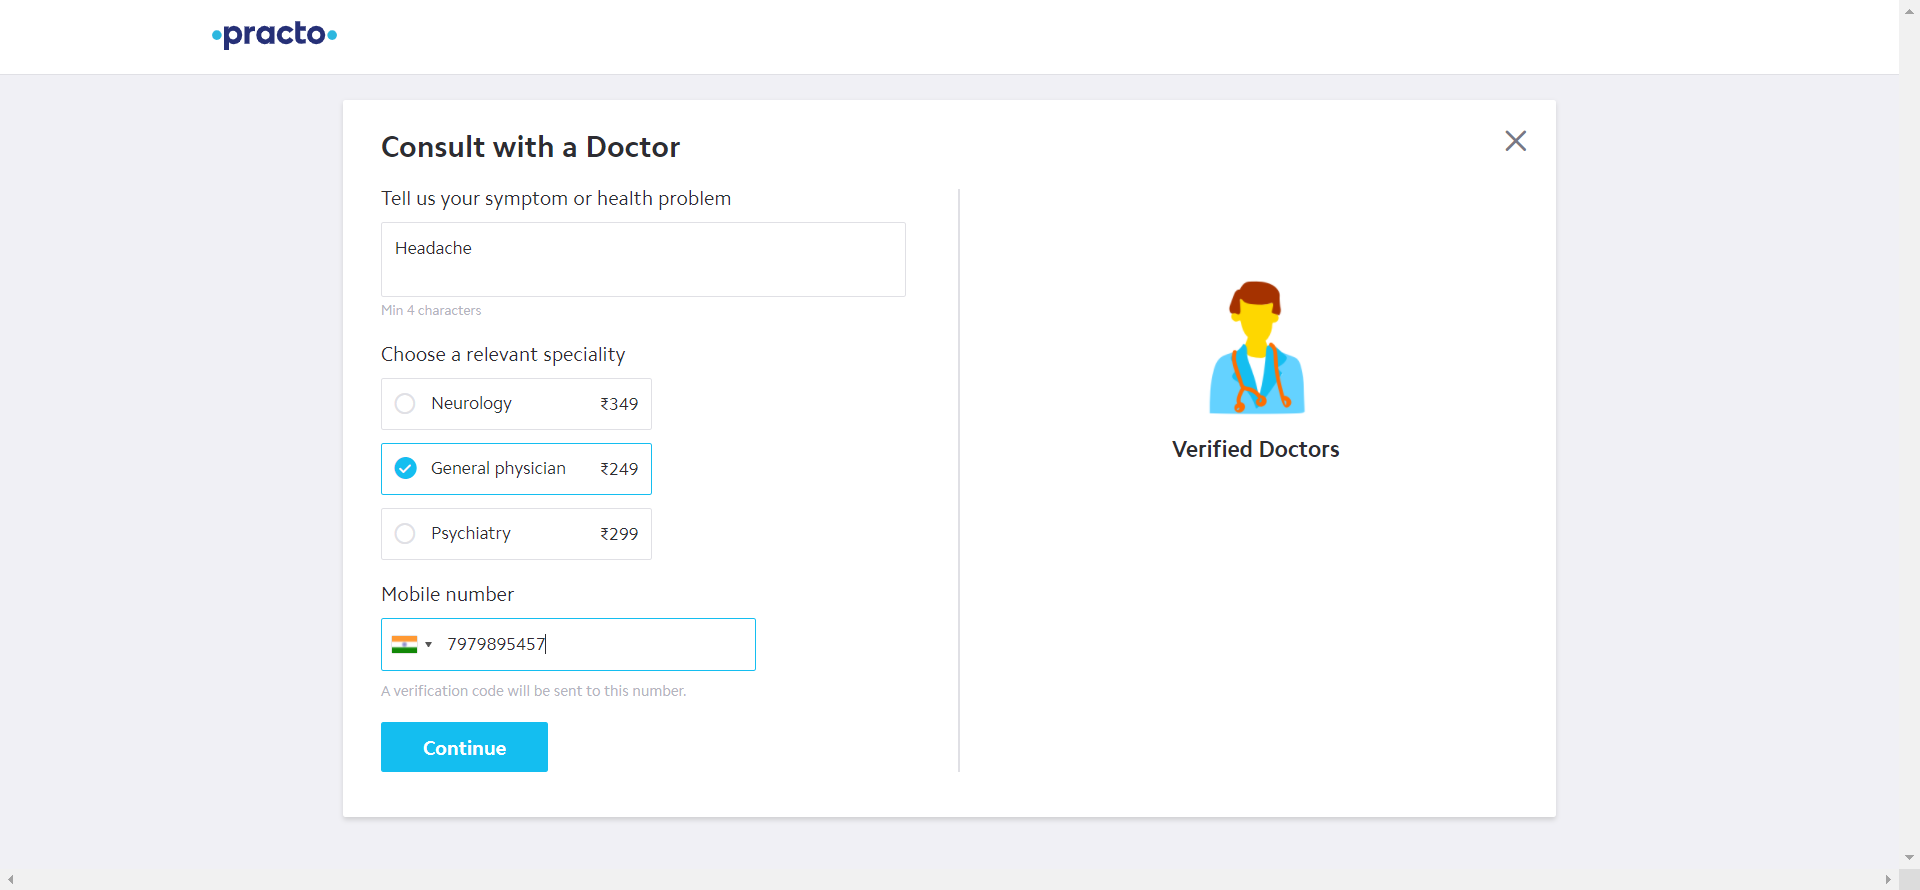 practo
Consult with a Doctor
Tell us your symptom or health problem
Headache
Min 4 characters
Choose a relevant speciality
Neurology ₹349
General physician ₹249
Psychiatry ₹299
Mobile number
7979895457
A verification code will be sent to this number.
Continue
Verified Doctors